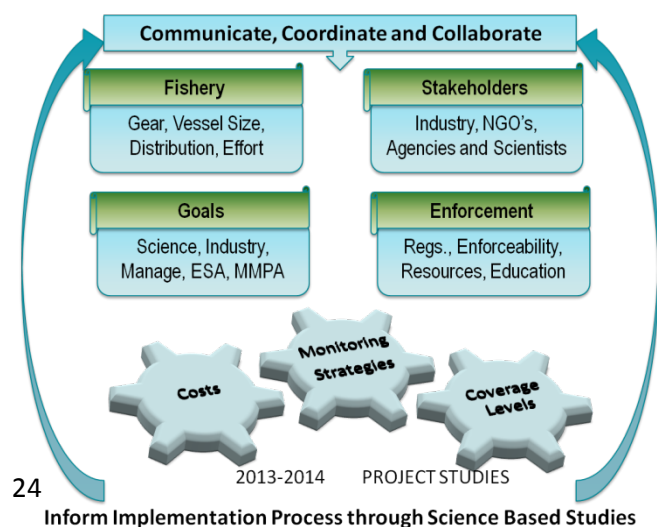 Communicate, Coordinate and Collaborate
Fishery
Gear, Vessel Size,
Distribution, Effort
Stakeholders
Industry, NGO's,
Agencies and Scientists
Goals
Science, Industry,
Manage, ESA, MMPA
Enforcement
Regs., Enforceability,
Resources, Education
Costs
Monitoring
Strategies
Coverage
Levels
2013-2014 PROJECT STUDIES
24
Inform Implementation Process through Science Based Studies